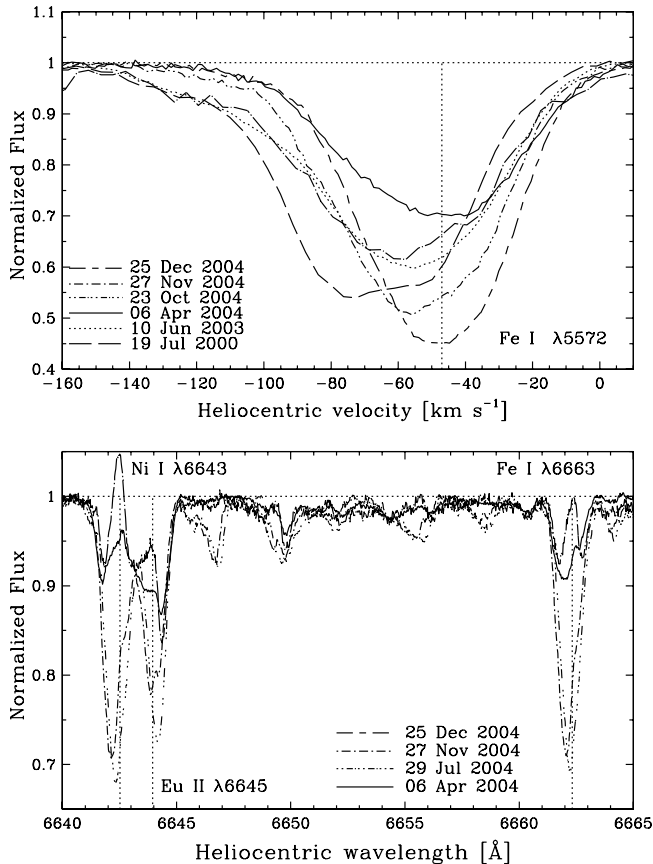 1.1
1
0.9
0.8
0.7
0.6
0.5
0.4
Normalized Flux
25 Dec 2004
27 Nov 2004
23 Oct 2004
06 Apr 2004
10 Jun 2003
19 Jul 2000
Fe I λ5572
−160 −140 −120 −100 −80 −60 −40 −20 0
Heliocentric velocity [km s⁻¹]
Ni I λ6643
Fe I λ6663
1
0.9
0.8
0.7
Normalized Flux
25 Dec 2004
27 Nov 2004
29 Jul 2004
06 Apr 2004
Eu II λ6645
6640 6645 6650 6655 6660 6665
Heliocentric wavelength [Å]